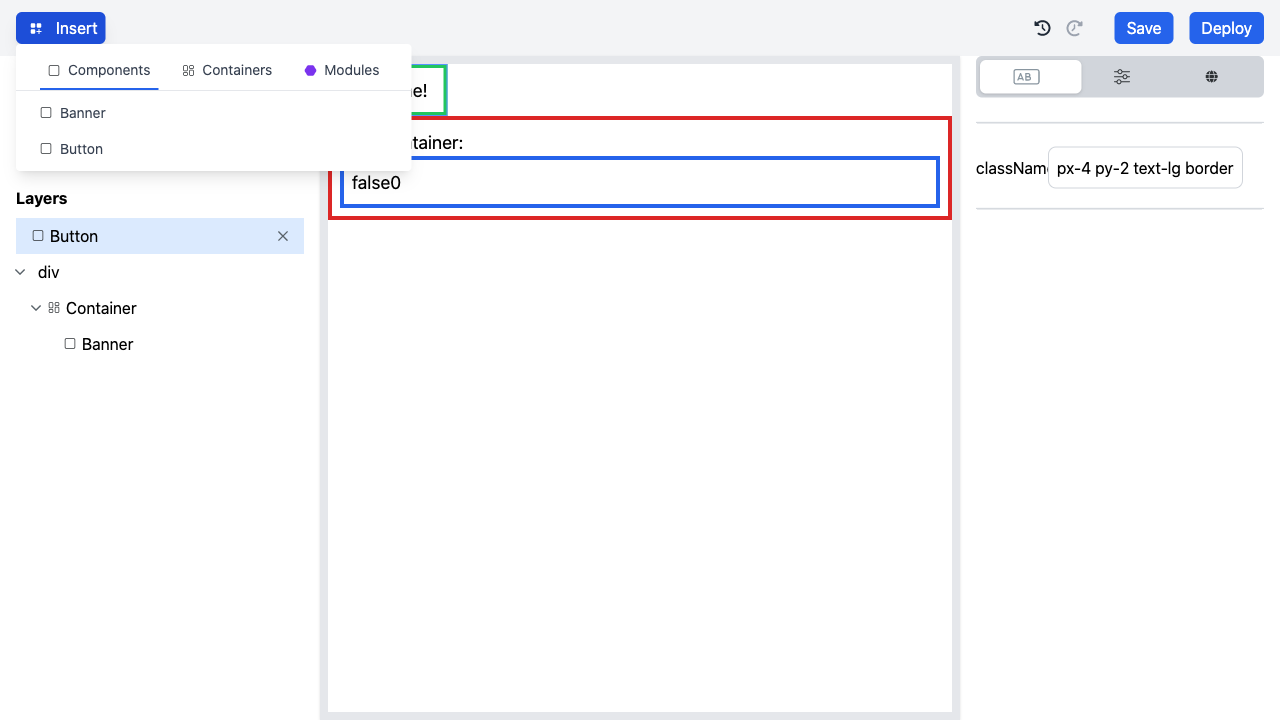 Insert
Save
Deploy
Components
Containers
Modules
Banner
Button
Layers
Button
div
Container
Banner
e!
tainer:
false0
AB
className
px-4 py-2 text-lg border